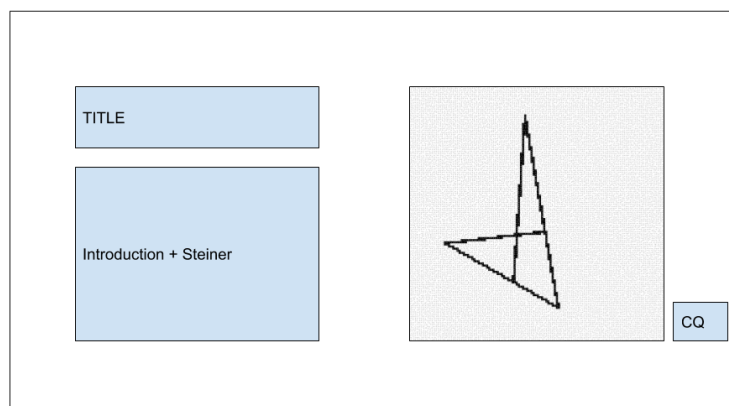 TITLE
Introduction + Steiner
CQ